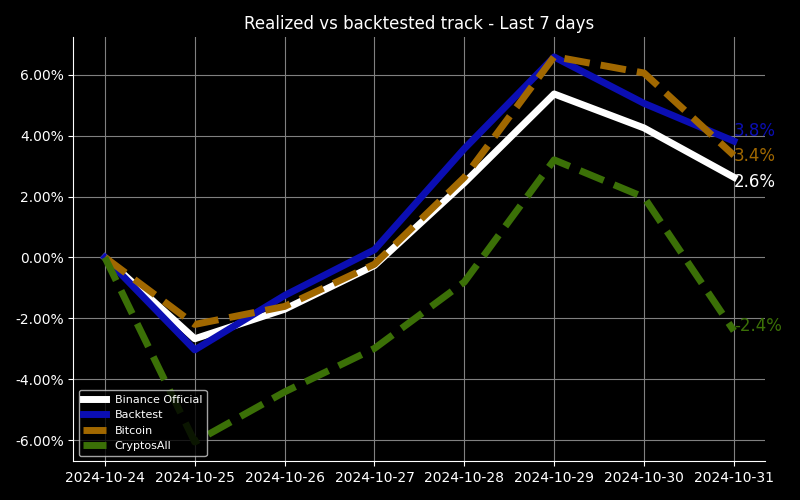 Realized vs backtested track - Last 7 days
6.00%
4.00%
2.00%
0.00%
-2.00%
-4.00%
-6.00%
3.8%
3.4%
2.6%
-2.4%
Binance Official
Backtest
Bitcoin
CryptosAll
2024-10-24 2024-10-25 2024-10-26 2024-10-27 2024-10-28 2024-10-29 2024-10-30 2024-10-31